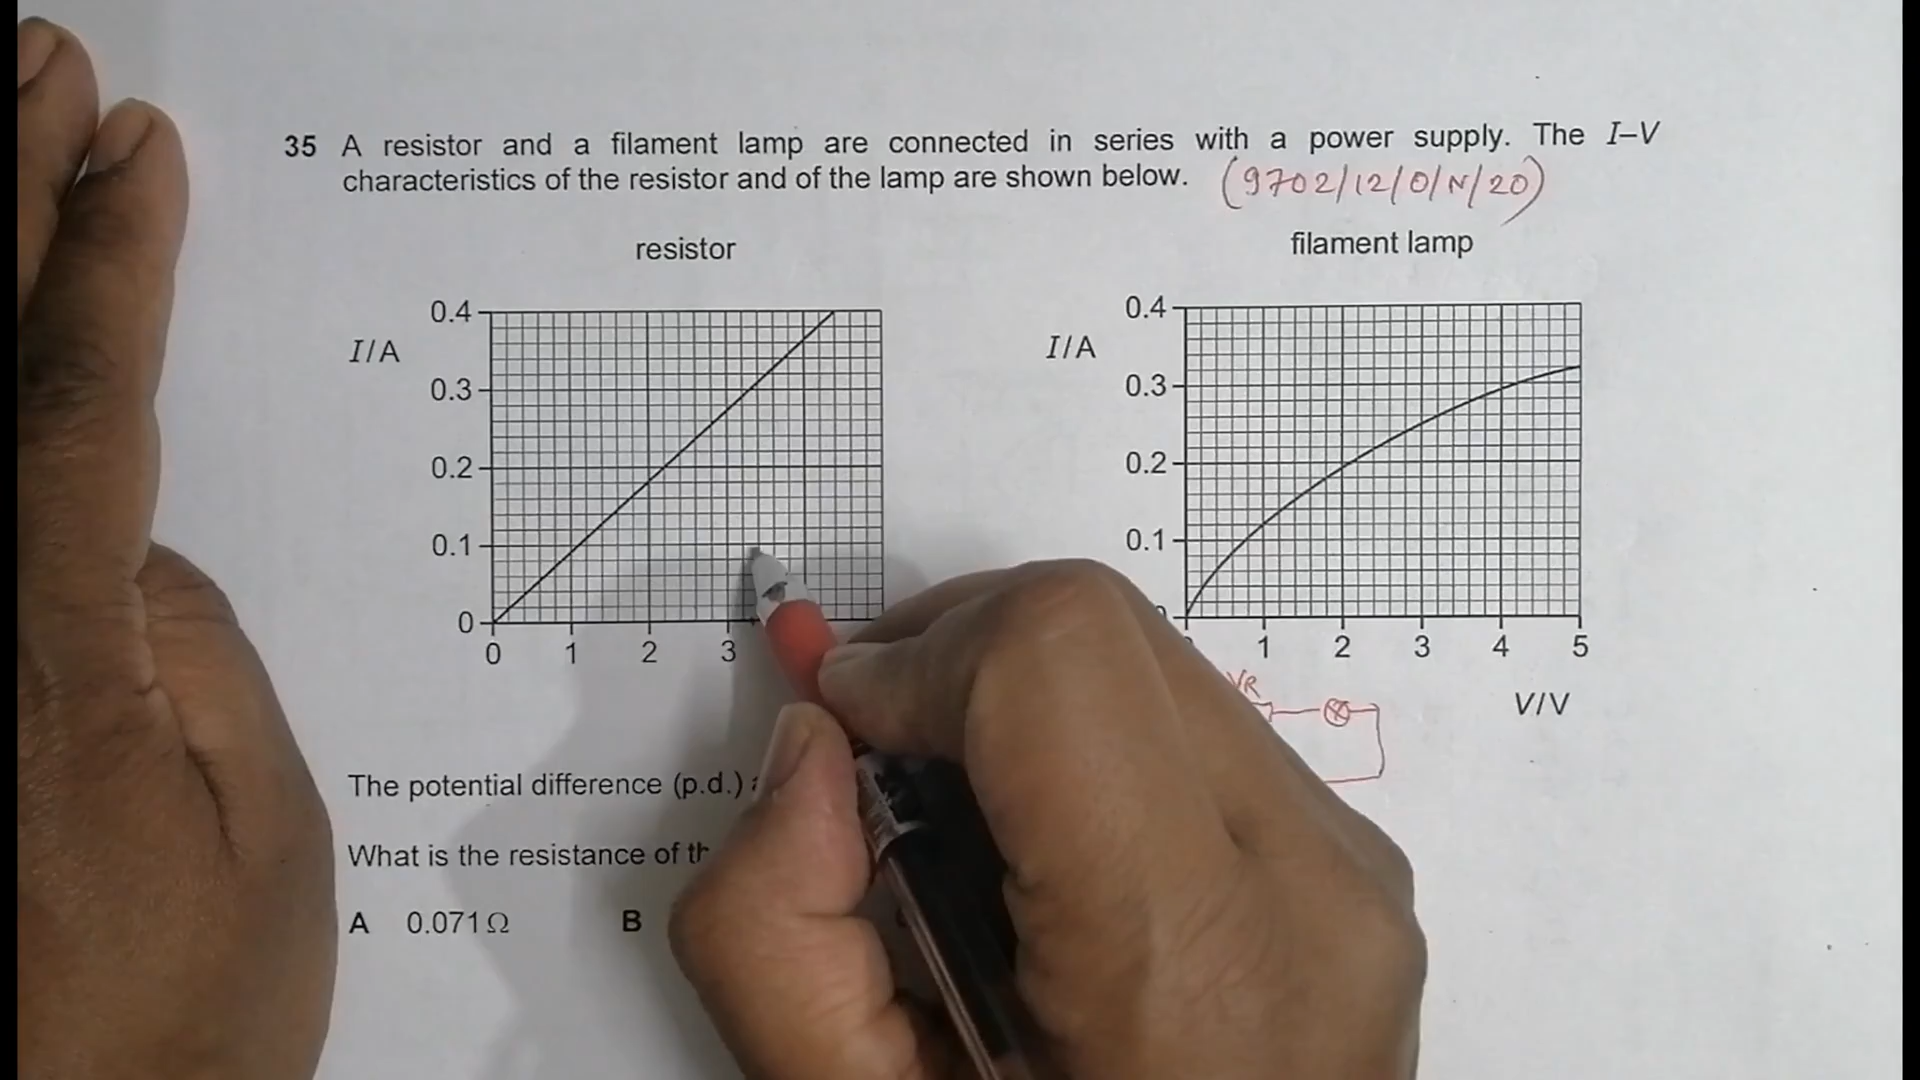 35 A resistor and a filament lamp are connected in series with a power supply. The I–V
characteristics of the resistor and of the lamp are shown below. (9702/12/O/N/20)
resistor
filament lamp
0.4
I/A
0.3
0.2
0.1
0
0 1 2 3
0.4
I/A
0.3
0.2
0.1
1 2 3 4 5
V/V
VR
The potential difference (p.d.)
What is the resistance of
A 0.071 Ω B